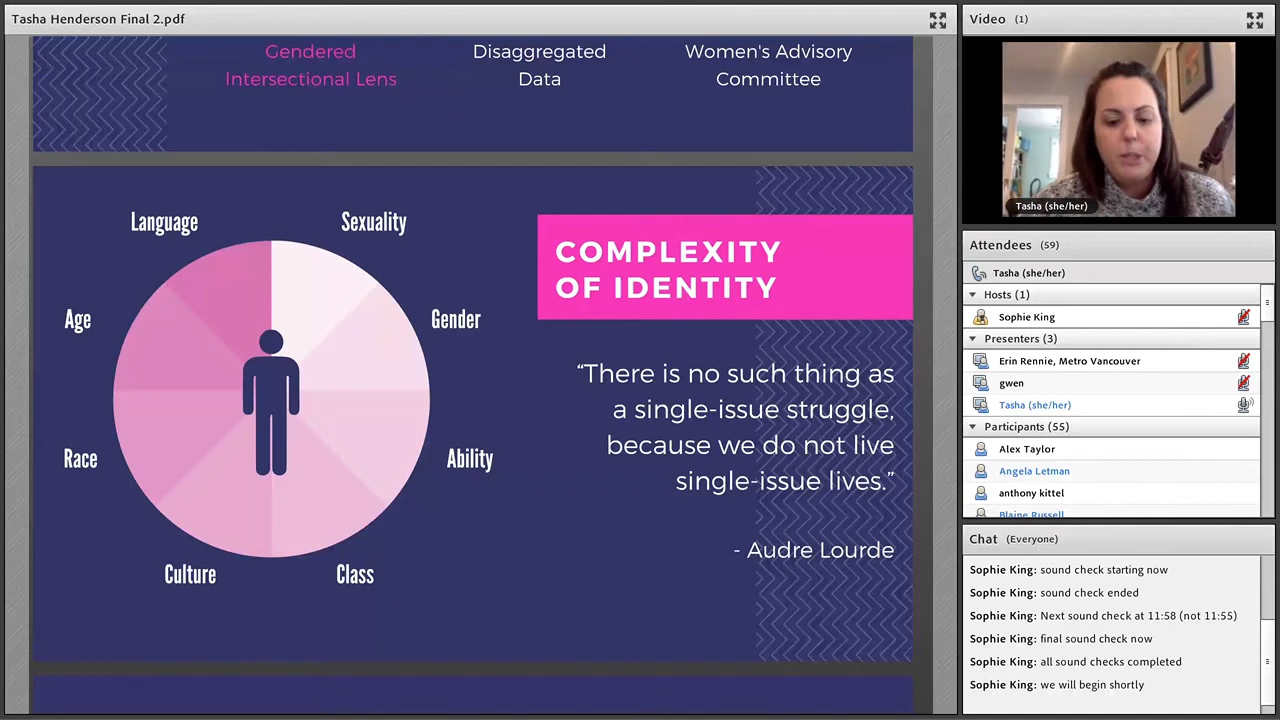 Tasha Henderson Final 2.pdf
Gendered
Intersectional Lens
Disaggregated
Data
Women's Advisory
Committee
Language
Sexuality
Age
Gender
Race
Ability
Culture
Class
COMPLEXITY
OF IDENTITY
“There is no such thing as
a single-issue struggle,
because we do not live
single-issue lives.”
- Audre Lourde
Video (1)
Tasha (she/her)
Attendees (59)
Tasha (she/her)
Hosts (1)
Sophie King
Presenters (3)
Erin Rennie, Metro Vancouver
gwen
Tasha (she/her)
Participants (55)
Alex Taylor
Angela Letman
anthony kittel
Blaine Russell
Chat (Everyone)
Sophie King: sound check starting now
Sophie King: sound check ended
Sophie King: Next sound check at 11:58 (not 11:55)
Sophie King: final sound check now
Sophie King: all sound checks completed
Sophie King: we will begin shortly